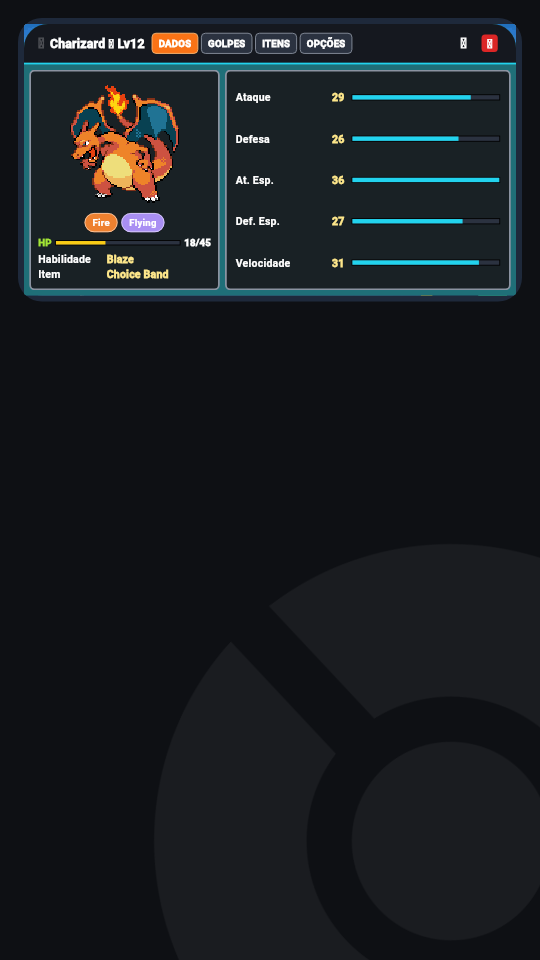 Charizard Lv12 DADOS GOLPES ITENS OPÇÕES
Fire Flying
HP 18/45
Habilidade Blaze
Item Choice Band
Ataque 29
Defesa 26
At. Esp. 36
Def. Esp. 27
Velocidade 31